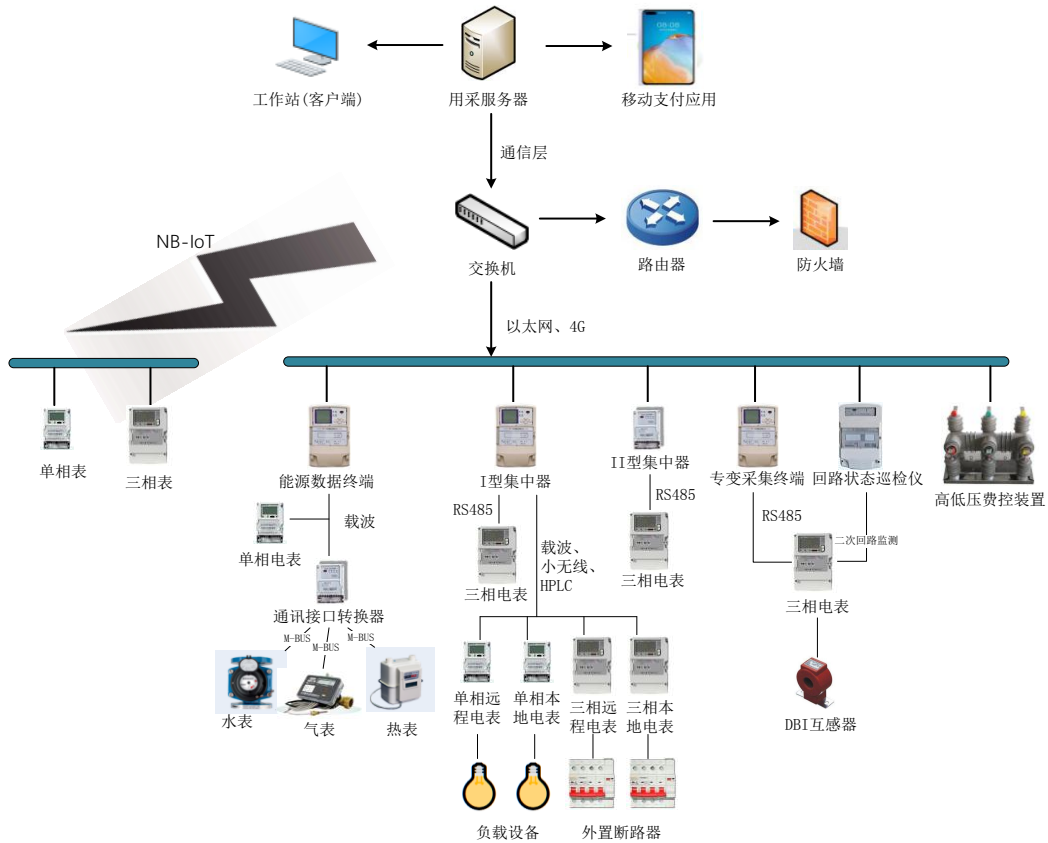 工作站(客户端)
用采服务器
移动支付应用
通信层
NB-IoT
交换机
路由器
防火墙
以太网、4G
单相表
三相表
能源数据终端
I型集中器
II型集中器
专变采集终端
回路状态巡检仪
高低压费控装置
载波
单相电表
RS485
三相电表
载波、
小无线、
HPLC
RS485
三相电表
RS485
二次回路监测
三相电表
通讯接口转换器
M-BUS
M-BUS
M-BUS
水表
气表
热表
单相远
程电表
单相本
地电表
三相远
程电表
三相本
地电表
DBI互感器
负载设备
外置断路器